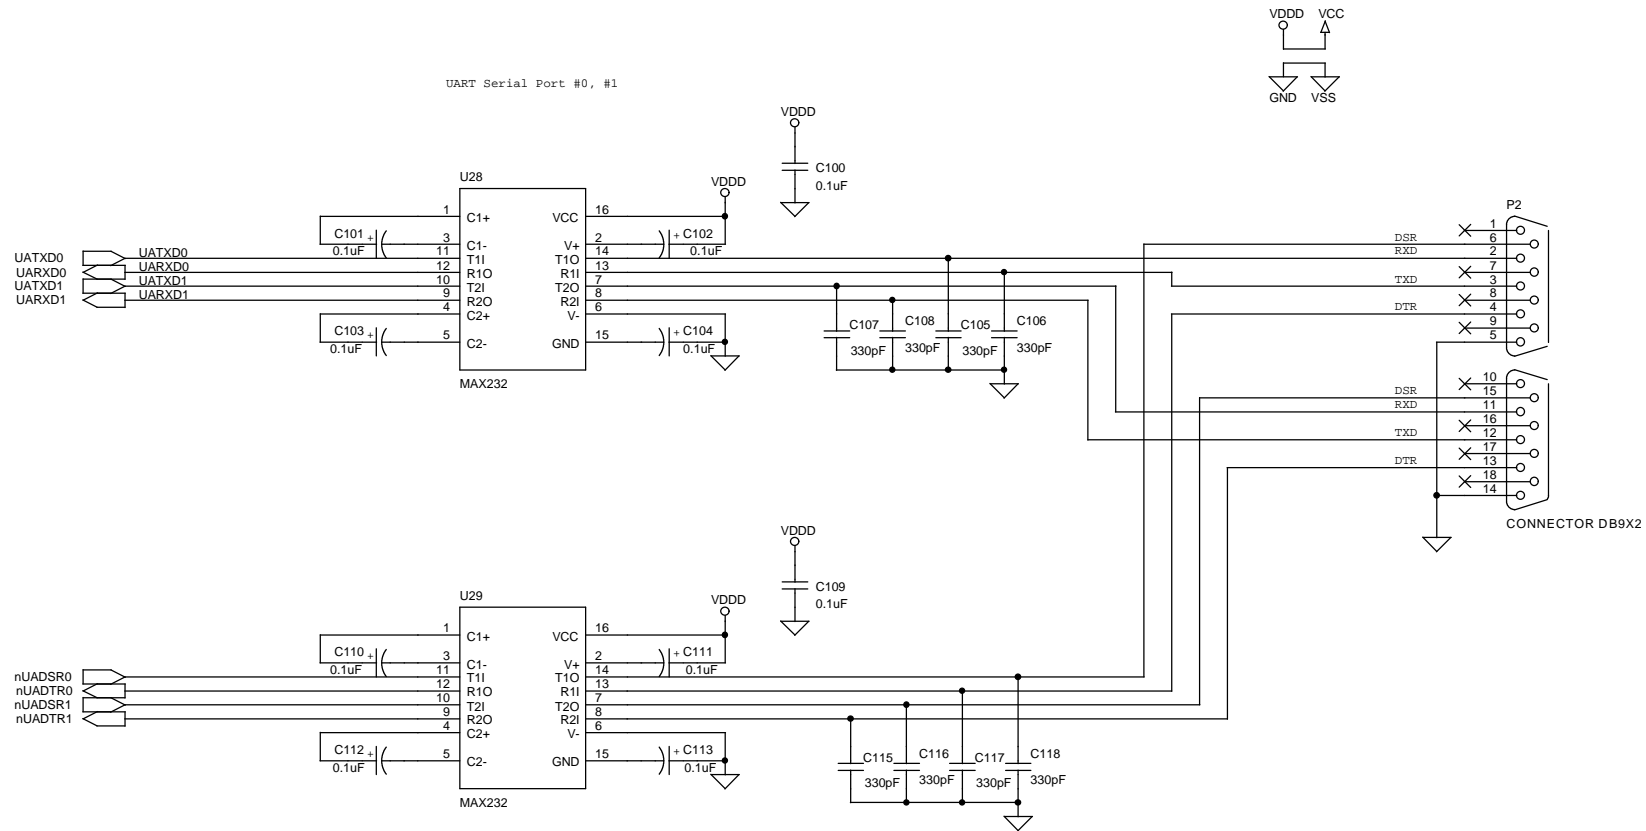 VDDD VCC
GND VSS
UART Serial Port #0, #1
VDDD
C100
0.1uF
U28
VDDD
1 C1+ VCC 16
C101 + 3 C1- V+ 2 + C102
0.1uF 0.1uF
UATXD0 UATXD0 11 T1I T1O 14
UARXD0 UARXD0 12 R1O R1I 13
UATXD1 UATXD1 10 T2I T2O 7
UARXD1 UARXD1 9 R2O R2I 8
4 C2+ V- 6
C103 + 5 C2- GND 15 + C104
0.1uF 0.1uF
MAX232
C107 C108 C105 C106
330pF 330pF 330pF 330pF
P2
1
DSR 6
RXD 2
7
TXD 3
8
DTR 4
9
5
10
DSR 15
RXD 11
16
TXD 12
17
DTR 13
18
14
CONNECTOR DB9X2
VDDD
C109
0.1uF
U29
VDDD
1 C1+ VCC 16
C110 + 3 C1- V+ 2 + C111
0.1uF 0.1uF
nUADSR0 11 T1I T1O 14
nUADTR0 12 R1O R1I 13
nUADSR1 10 T2I T2O 7
nUADTR1 9 R2O R2I 8
4 C2+ V- 6
C112 + 5 C2- GND 15 + C113
0.1uF 0.1uF
MAX232
C115 C116 C117 C118
330pF 330pF 330pF 330pF